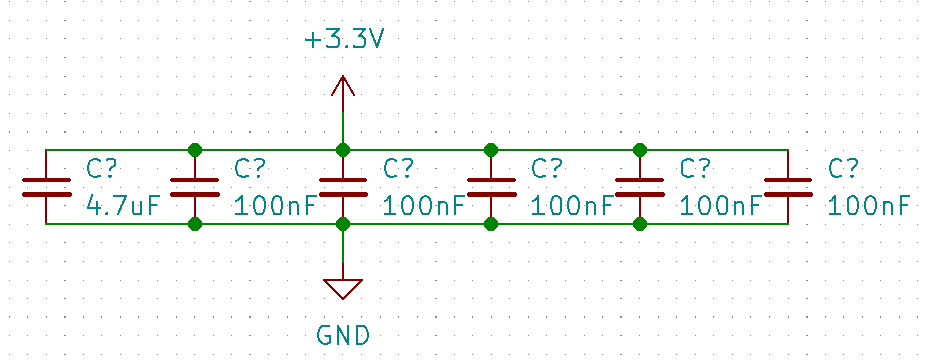 +3.3V
C? C? C? C? C? C?
4.7uF 100nF 100nF 100nF 100nF 100nF
GND